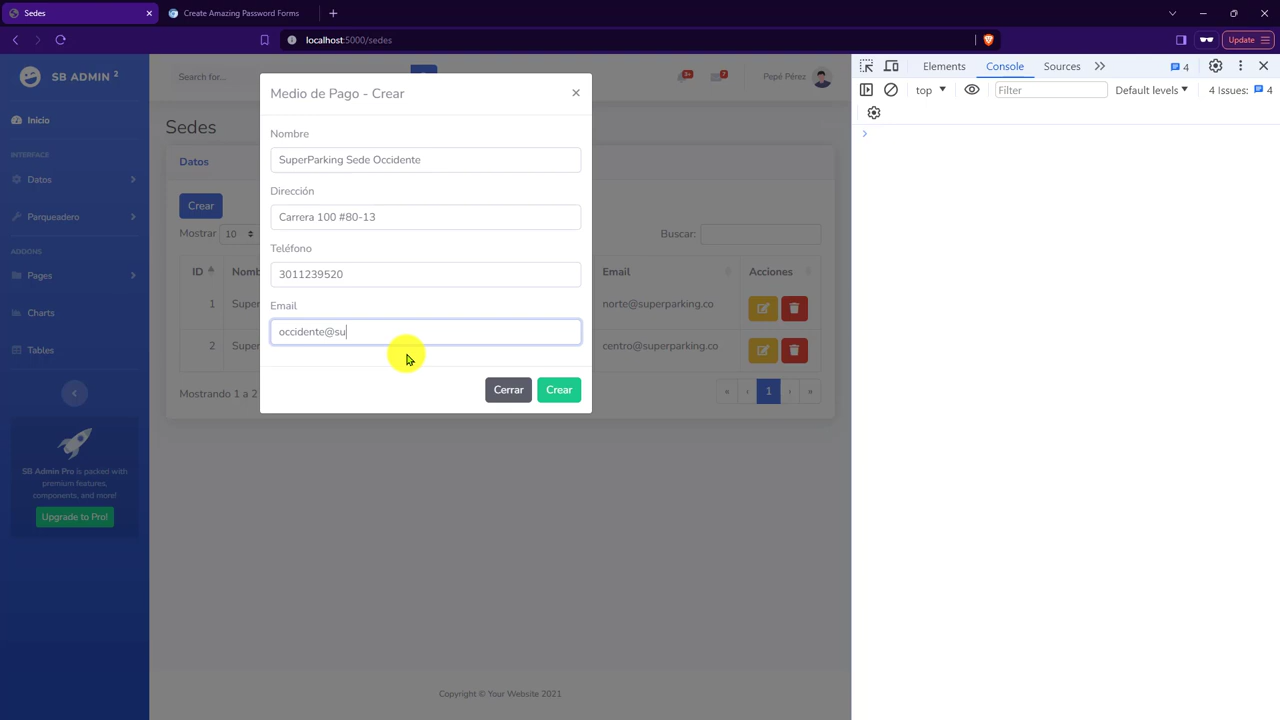 Sedes
Create Amazing Password Forms
localhost:5000/sedes
Update
SB ADMIN 2
Inicio
INTERFACE
Datos
Parqueadero
ADDONS
Pages
Charts
Tables
SB Admin Pro is packed with
premium features,
components, and more!
Upgrade to Pro!
Search for...
3+
7
Pepé Pérez
Sedes
Datos
Crear
Mostrar 10
Buscar:
ID
Nomb
Email
Acciones
1
Super
norte@superparking.co
2
Super
centro@superparking.co
Mostrando 1 a 2
« ‹ 1 › »
Copyright © Your Website 2021
Medio de Pago - Crear
×
Nombre
SuperParking Sede Occidente
Dirección
Carrera 100 #80-13
Teléfono
3011239520
Email
occidente@su
Cerrar
Crear
Elements
Console
Sources
4
top
Filter
Default levels
4 Issues:
4